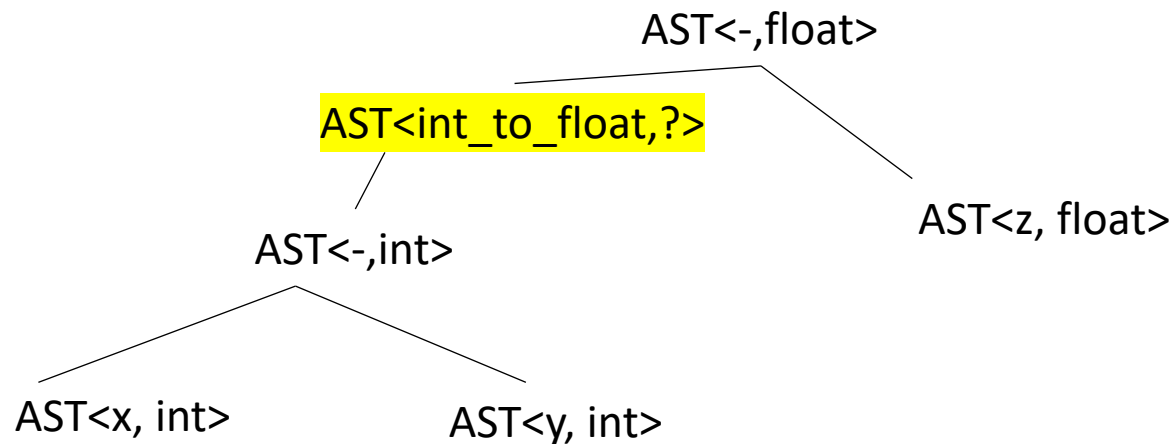 AST<-,float>
AST<int_to_float,?>
AST<z, float>
AST<-,int>
AST<x, int>
AST<y, int>